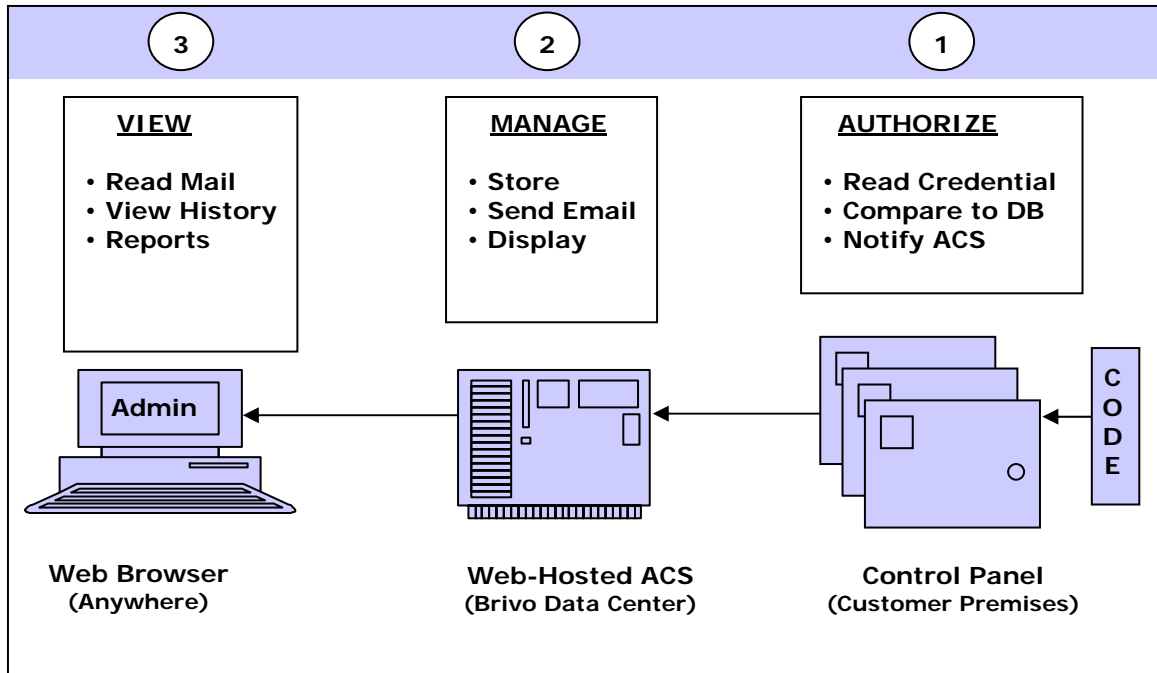 3
2
1
VIEW
• Read Mail
• View History
• Reports
MANAGE
• Store
• Send Email
• Display
AUTHORIZE
• Read Credential
• Compare to DB
• Notify ACS
Admin
C
O
D
E
Web Browser
(Anywhere)
Web-Hosted ACS
(Brivo Data Center)
Control Panel
(Customer Premises)